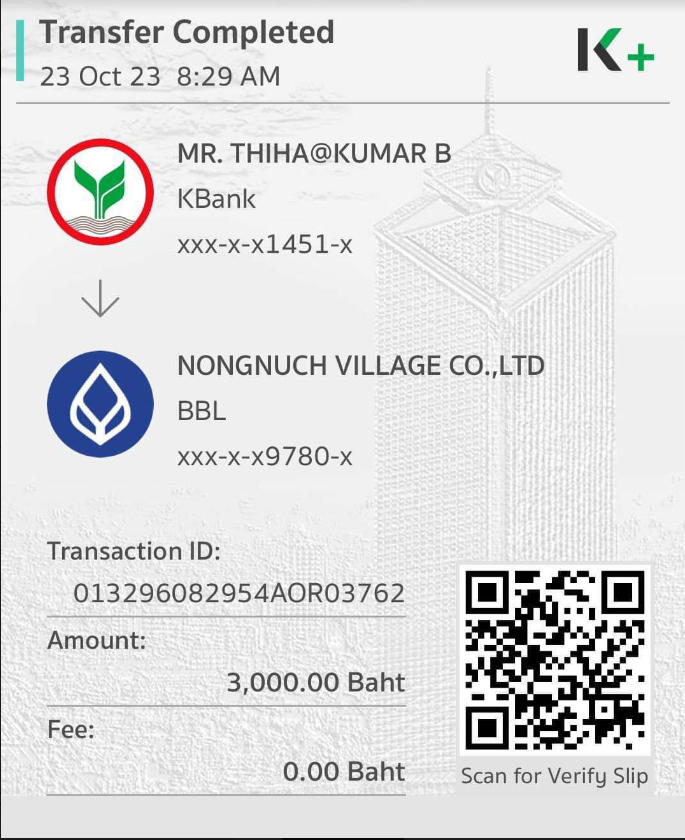 Transfer Completed
23 Oct 23 8:29 AM
K+
MR. THIHA@KUMAR B
KBank
xxx-x-x1451-x
NONGNUCH VILLAGE CO.,LTD
BBL
xxx-x-x9780-x
Transaction ID:
013296082954AOR03762
Amount:
3,000.00 Baht
Fee:
0.00 Baht
Scan for Verify Slip